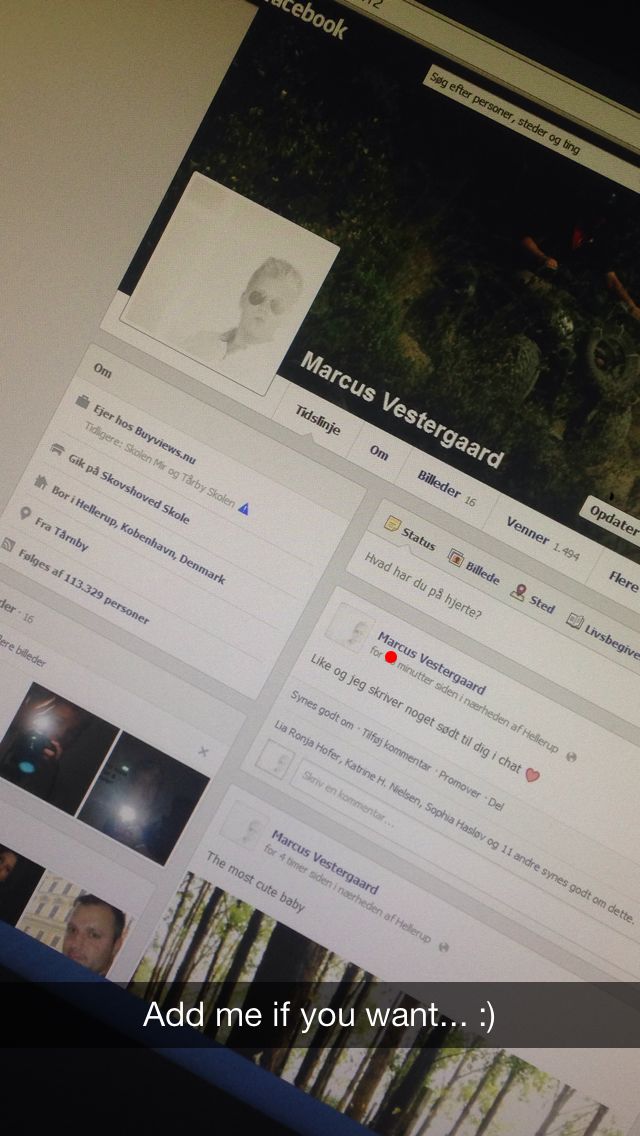 acebook
Søg efter personer, steder og ting
Marcus Vestergaard
Tidslinje
Om
Billeder 16
Venner 1.494
Flere
Opdater
Om
Ejer hos Buyviews.nu
Tidligere: Skolen Mir og Tårby Skolen
Gik på Skovshoved Skole
Bor i Hellerup, Kobenhavn, Denmark
Fra Tårnby
Følges af 113.329 personer
der · 16
lere billeder
Status
Billede
Sted
Livsbegive
Hvad har du på hjerte?
Marcus Vestergaard
for minutter siden i nærheden af Hellerup
Like og jeg skriver noget sødt til dig i chat ❤
Synes godt om · Tilføj kommentar · Promover · Del
Lia Ronja Hofer, Katrine H. Nielsen, Sophia Hasløv og 11 andre synes godt om dette.
Skriv en kommentar...
Marcus Vestergaard
for 4 timer siden i nærheden af Hellerup
The most cute baby
Add me if you want... :)